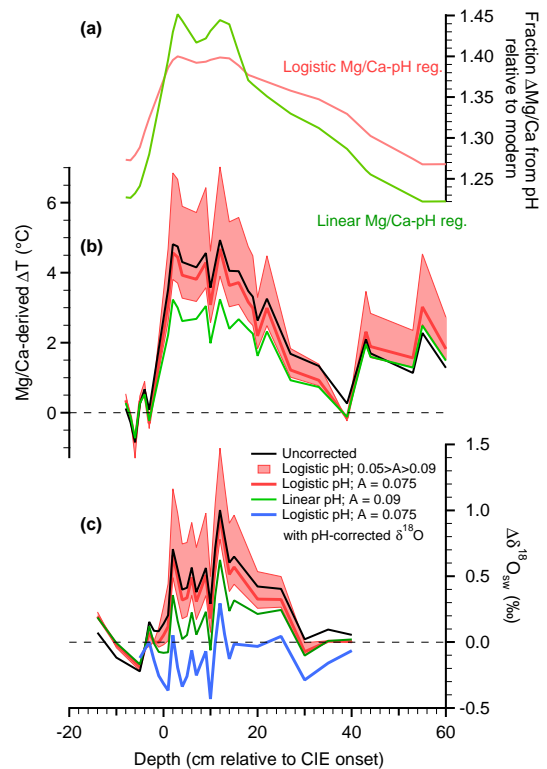 (a)
1.45
1.40
1.35
1.30
1.25
Fraction ΔMg/Ca from pH
relative to modern
Logistic Mg/Ca-pH reg.
Linear Mg/Ca-pH reg.
(b)
6
4
2
0
Mg/Ca-derived ΔT (°C)
Uncorrected
Logistic pH; 0.05>A>0.09
Logistic pH; A = 0.075
Linear pH; A = 0.09
Logistic pH; A = 0.075
with pH-corrected δ¹⁸O
(c)
1.5
1.0
0.5
0.0
-0.5
Δδ¹⁸Osw
(‰)
-20
0
20
40
60
Depth (cm relative to CIE onset)